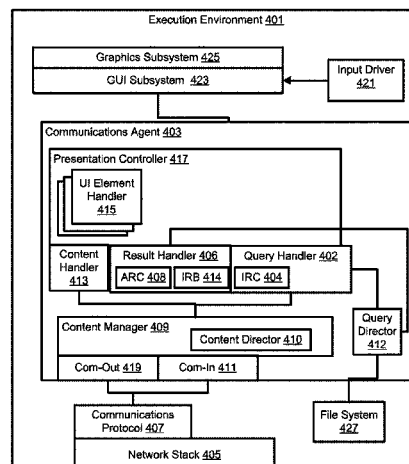 Execution Environment 401
Graphics Subsystem 425
GUI Subsystem 423
Input Driver
421
Communications Agent 403
Presentation Controller 417
UI Element
Handler
415
Content
Handler
413
Result Handler 406
ARC 408
IRB 414
Query Handler 402
IRC 404
Content Manager 409
Content Director 410
Query
Director
412
Com-Out 419
Com-In 411
Communications
Protocol 407
File System
427
Network Stack 405